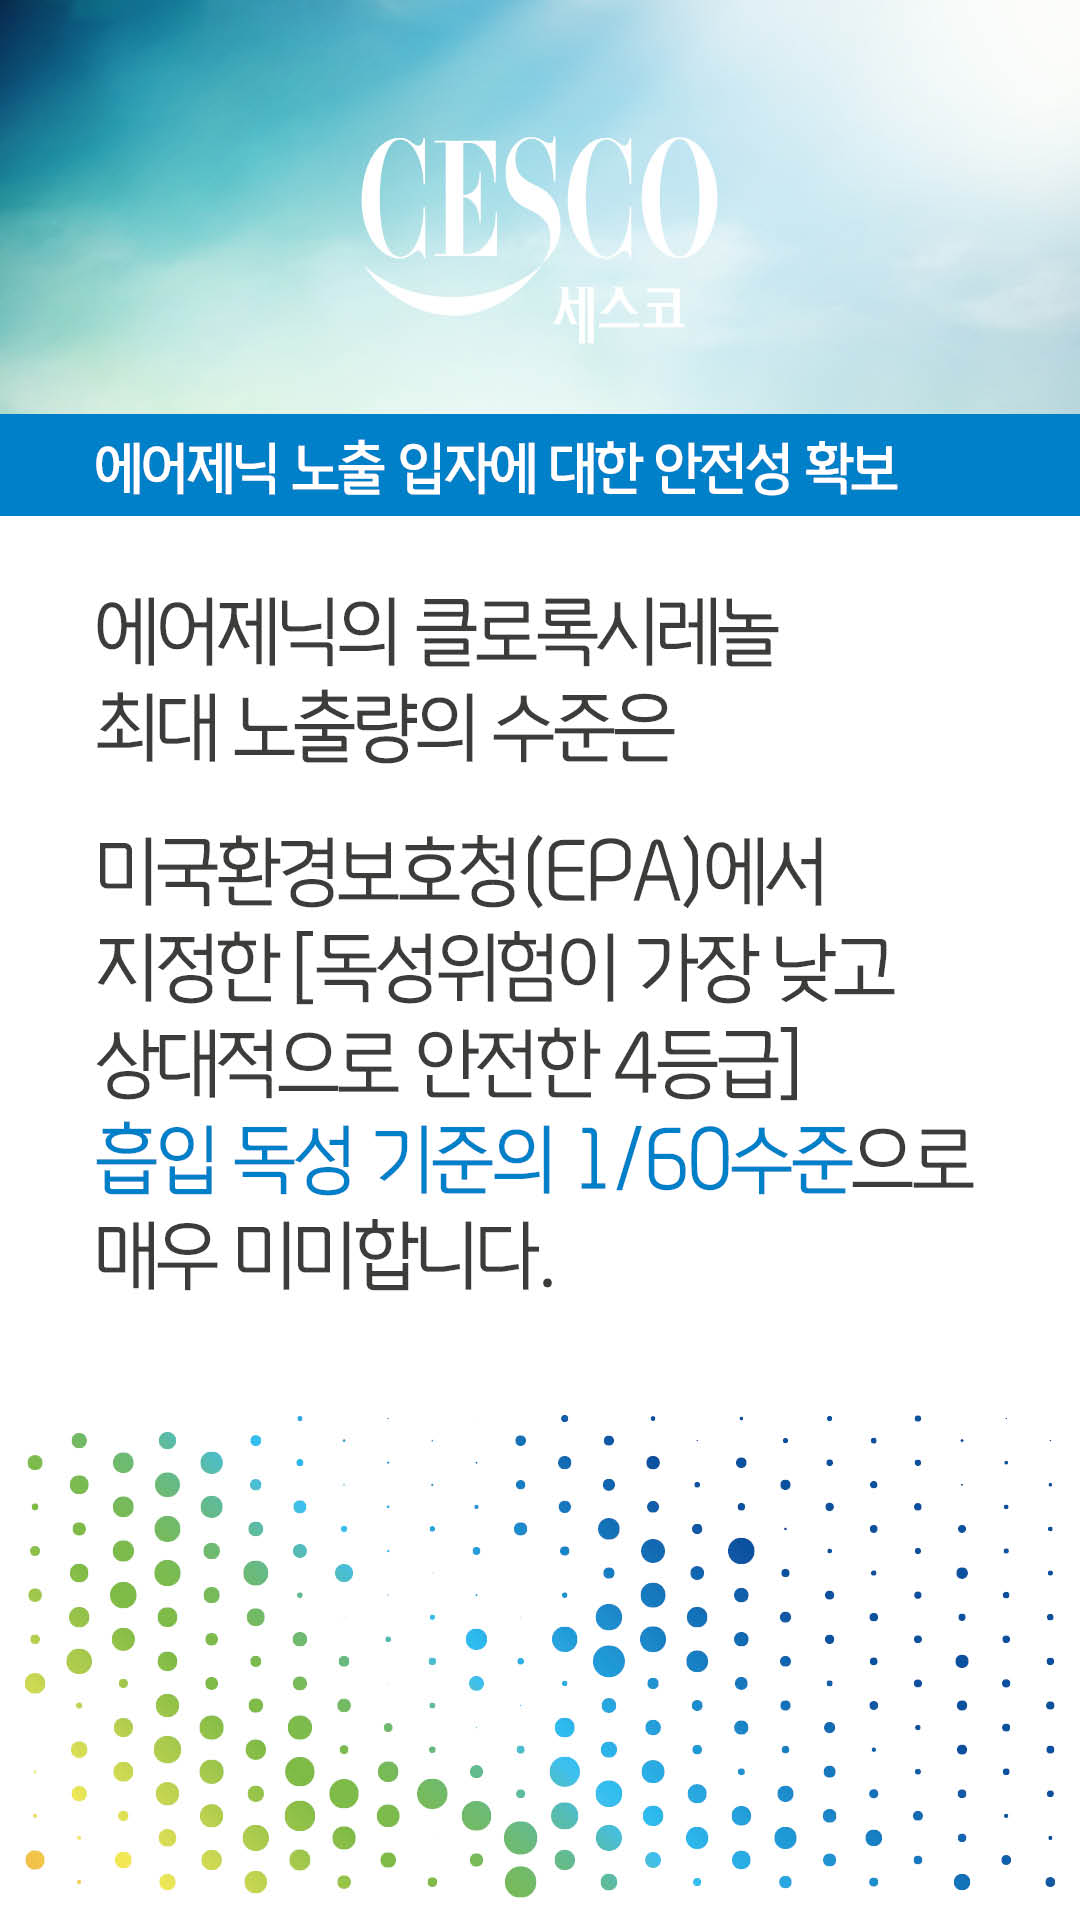 CESCO
세스코
에어제닉 노출 입자에 대한 안전성 확보
에어제닉의 클로록시레놀
최대 노출량의 수준은
미국환경보호청(EPA)에서
지정한 [독성위험이 가장 낮고
상대적으로 안전한 4등급]
흡입 독성 기준의 1/60수준으로
매우 미미합니다.